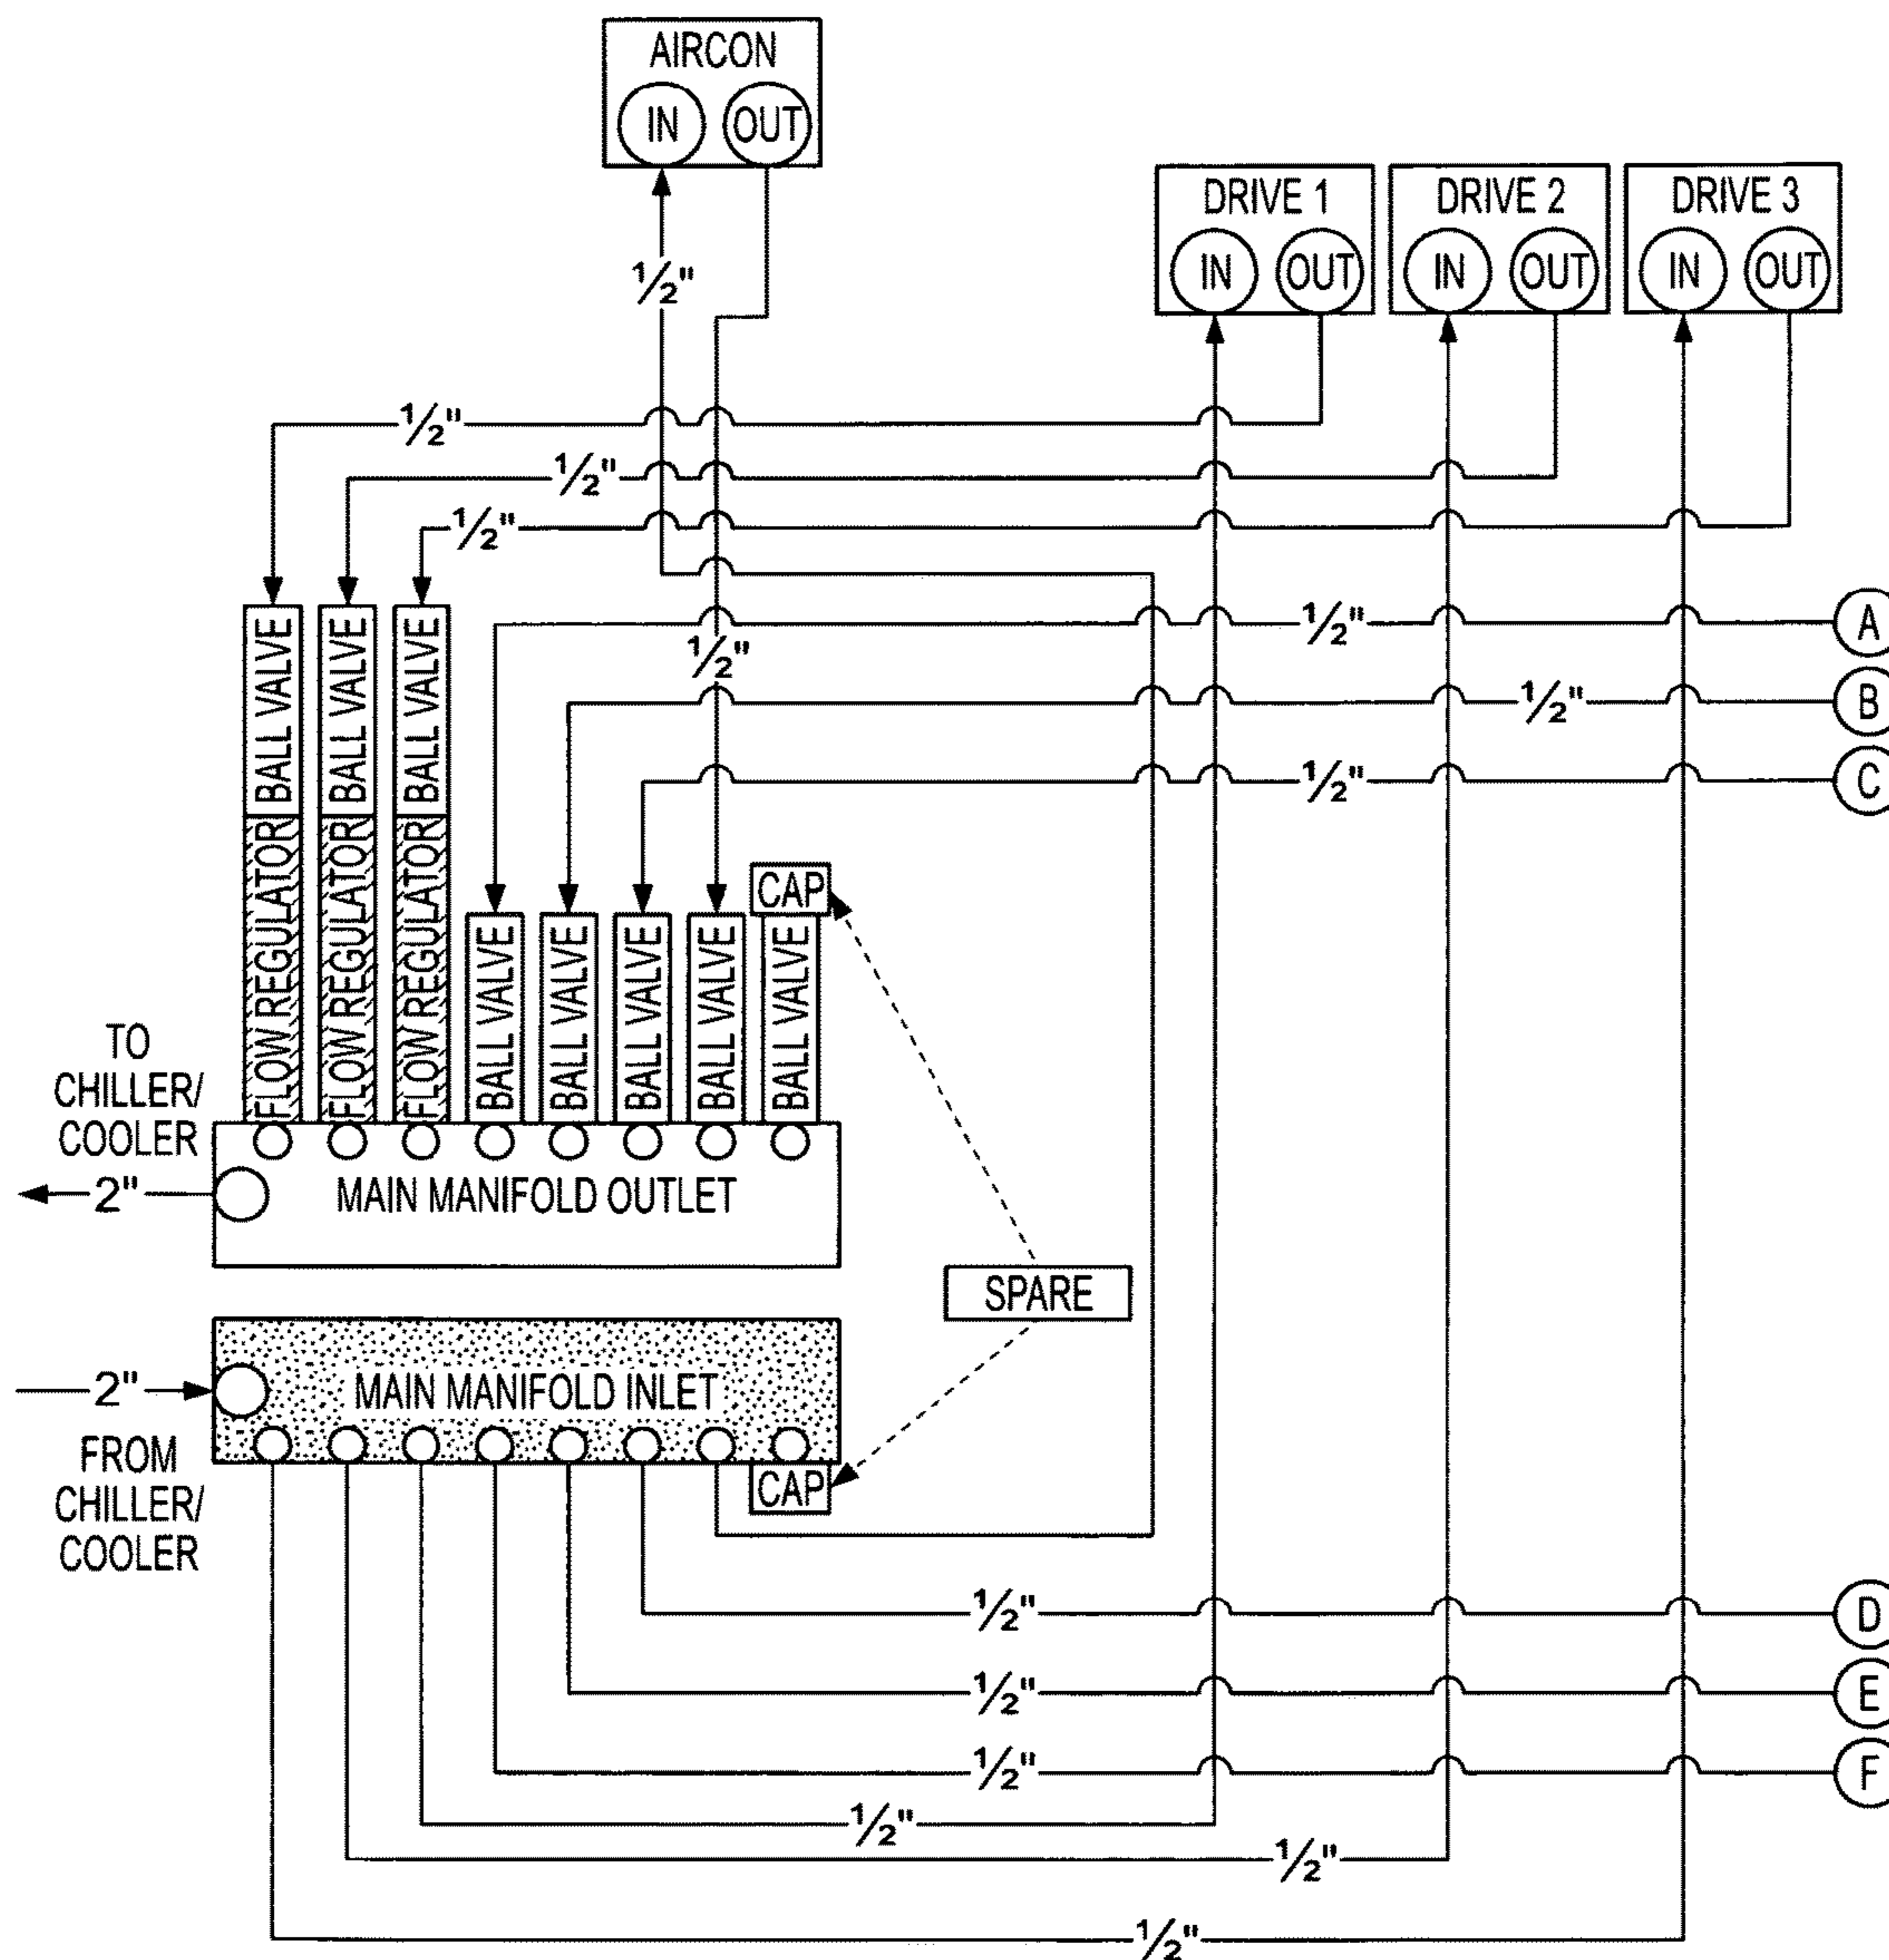 AIRCON
IN OUT
DRIVE 1 DRIVE 2 DRIVE 3
IN OUT IN OUT IN OUT
1/2"
1/2"
1/2"
1/2"
1/2" A
1/2"
1/2" B
1/2" C
BALL VALVE
BALL VALVE
BALL VALVE
FLOW REGULATOR
FLOW REGULATOR
FLOW REGULATOR
BALL VALVE
BALL VALVE
BALL VALVE
BALL VALVE
BALL VALVE
CAP
TO
CHILLER/
COOLER
2"
MAIN MANIFOLD OUTLET
SPARE
2"
MAIN MANIFOLD INLET
FROM
CHILLER/
COOLER
CAP
1/2" D
1/2" E
1/2" F
1/2"
1/2"
1/2"